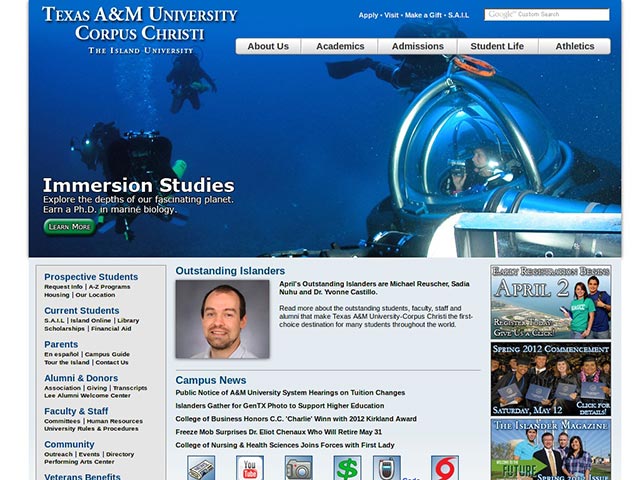 Texas A&M University
Corpus Christi
The Island University
Apply • Visit • Make a Gift • S.A.I.L
Google™ Custom Search
About Us
Academics
Admissions
Student Life
Athletics
Immersion Studies
Explore the depths of our fascinating planet.
Earn a Ph.D. in marine biology.
Learn More
Prospective Students
Request Info | A-Z Programs
Housing | Our Location
Current Students
S.A.I.L | Island Online | Library
Scholarships | Financial Aid
Parents
En español | Campus Guide
Tour the Island | Contact Us
Alumni & Donors
Association | Giving | Transcripts
Lee Alumni Welcome Center
Faculty & Staff
Committees | Human Resources
University Rules & Procedures
Community
Outreach | Events | Directory
Performing Arts Center
Veterans Benefits
Outstanding Islanders
April's Outstanding Islanders are Michael Reuscher, Sadia
Nuhu and Dr. Yvonne Castillo.
Read more about the outstanding students, faculty, staff and
alumni that make Texas A&M University-Corpus Christi the first-
choice destination for many students throughout the world.
Campus News
Public Notice of A&M University System Hearings on Tuition Changes
Islanders Gather for GenTX Photo to Support Higher Education
College of Business Honors C.C. 'Charlie' Winn with 2012 Kirkland Award
Freeze Mob Surprises Dr. Eliot Chenaux Who Will Retire May 31
College of Nursing & Health Sciences Joins Forces with First Lady
You
Tube
$
Code
Early Registration Begins
April 2
Register Today
Give Us a Click!
Spring 2012 Commencement
Click for
details!
Saturday, May 12
The Islander Magazine
Future
Spring 2012 Issue